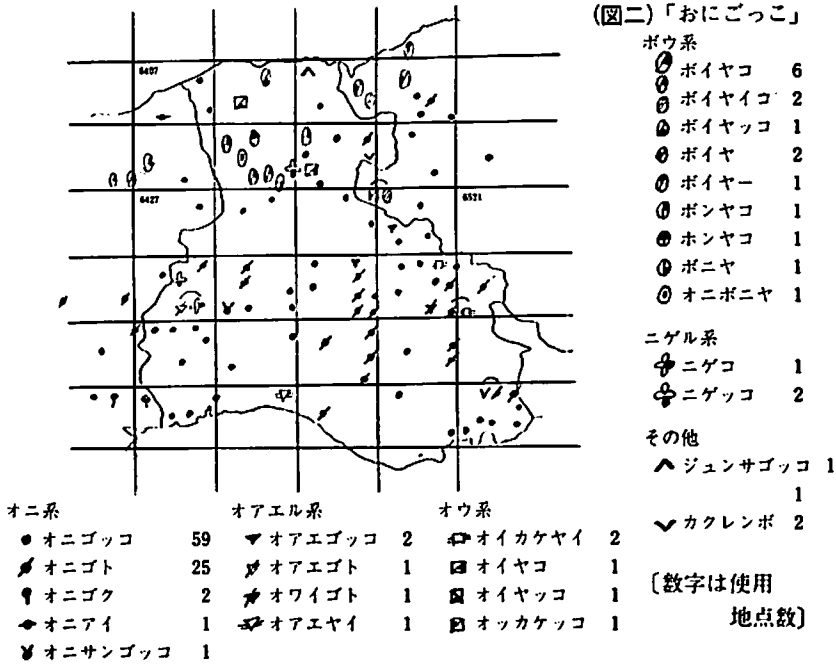 (図二)「おにごっこ」
ボウ系
ボイヤコ 6
ボイヤイコ 2
ボイヤッコ 1
ボイヤ 2
ボイヤー 1
ボンヤコ 1
ホンヤコ 1
ボニヤ 1
オニボニヤ 1
ニゲル系
ニゲコ 1
ニゲッコ 2
その他
ジュンサゴッコ 1
1
カクレンボ 2
〔数字は使用
地点数〕
6407
6427
6521
オニ系
オニゴッコ 59
オニゴト 25
オニゴク 2
オニアイ 1
オニサンゴッコ 1
オアエル系
オアエゴッコ 2
オアエゴト 1
オワイゴト 1
オアエヤイ 1
オウ系
オイカケヤイ 2
オイヤコ 1
オイヤッコ 1
オッカケッコ 1